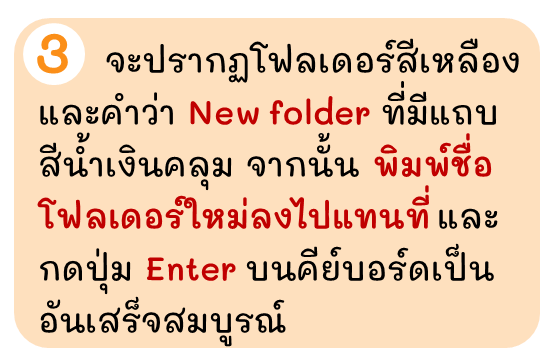 3 จะปรากฏโฟลเดอร์สีเหลือง
และคำว่า New folder ที่มีแถบ
สีน้ำเงินคลุม จากนั้น พิมพ์ชื่อ
โฟลเดอร์ใหม่ลงไปแทนที่ และ
กดปุ่ม Enter บนคีย์บอร์ดเป็น
อันเสร็จสมบูรณ์